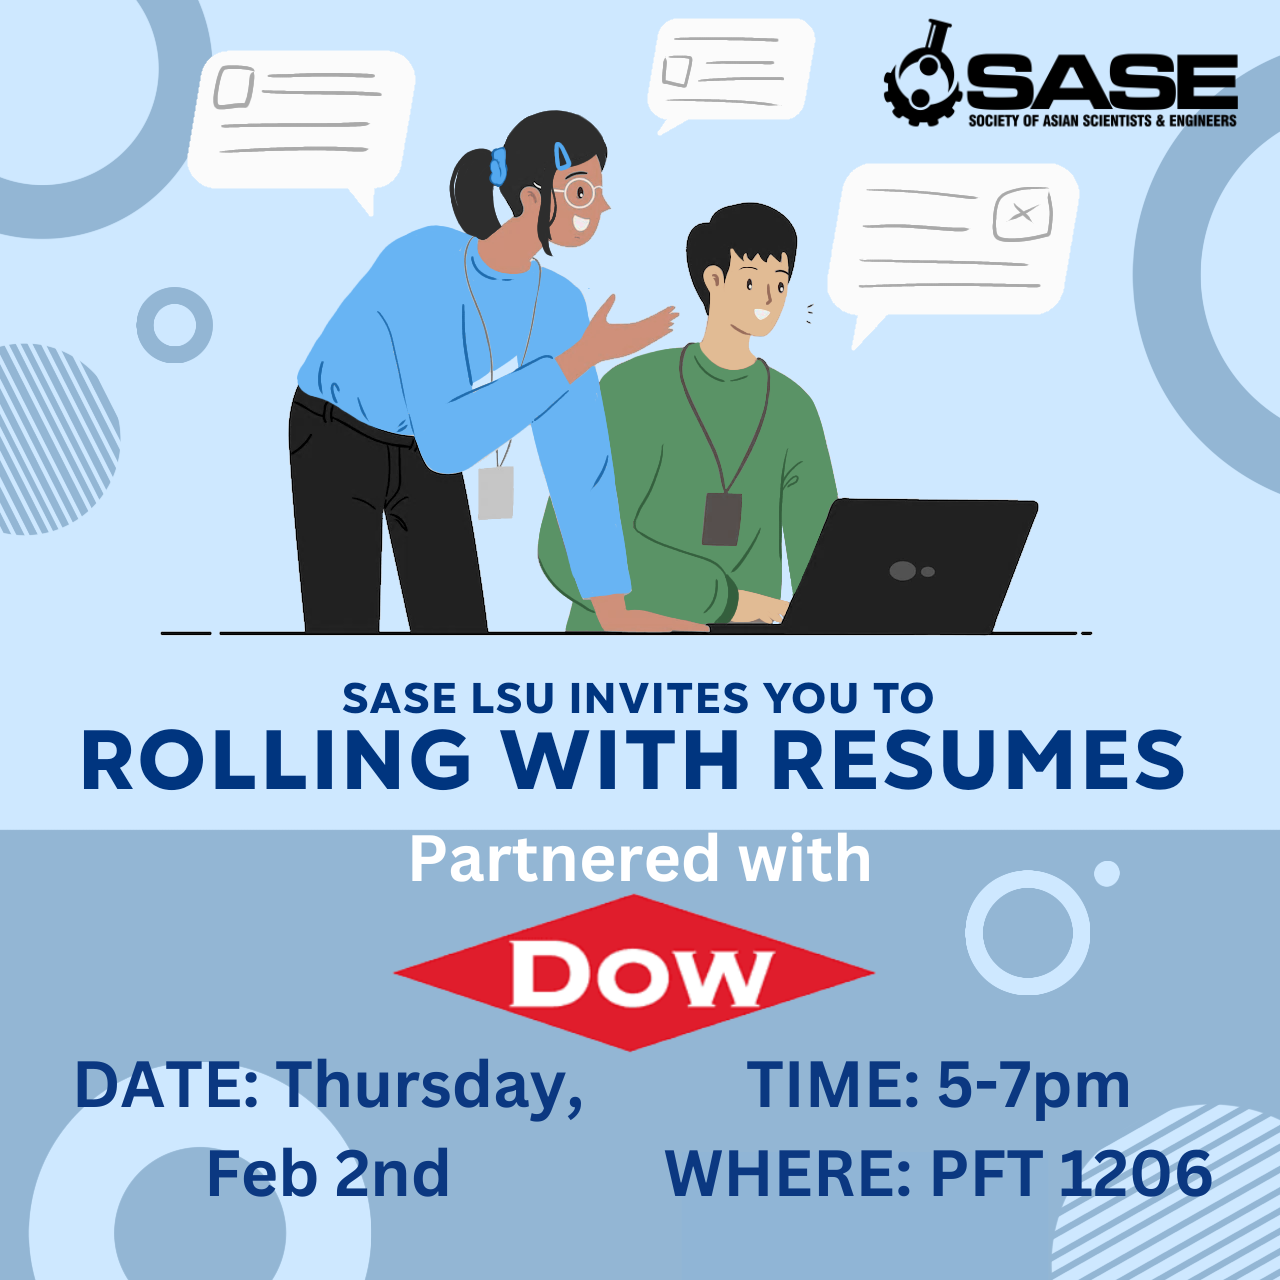 SASE
SOCIETY OF ASIAN SCIENTISTS & ENGINEERS
SASE LSU INVITES YOU TO
ROLLING WITH RESUMES
Partnered with
Dow
DATE: Thursday,
Feb 2nd
TIME: 5-7pm
WHERE: PFT 1206